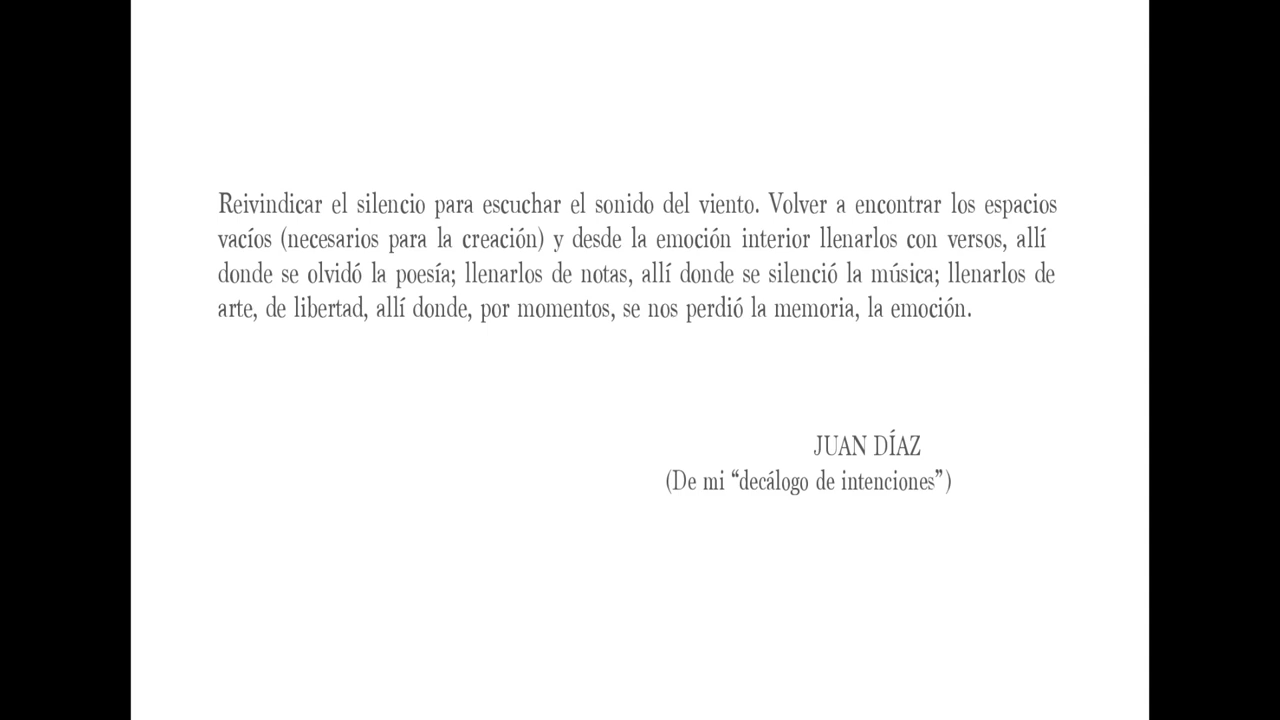 Reivindicar el silencio para escuchar el sonido del viento. Volver a encontrar los espacios
vacíos (necesarios para la creación) y desde la emoción interior llenarlos con versos, allí
donde se olvidó la poesía; llenarlos de notas, allí donde se silenció la música; llenarlos de
arte, de libertad, allí donde, por momentos, se nos perdió la memoria, la emoción.
JUAN DÍAZ
(De mi “decálogo de intenciones”)